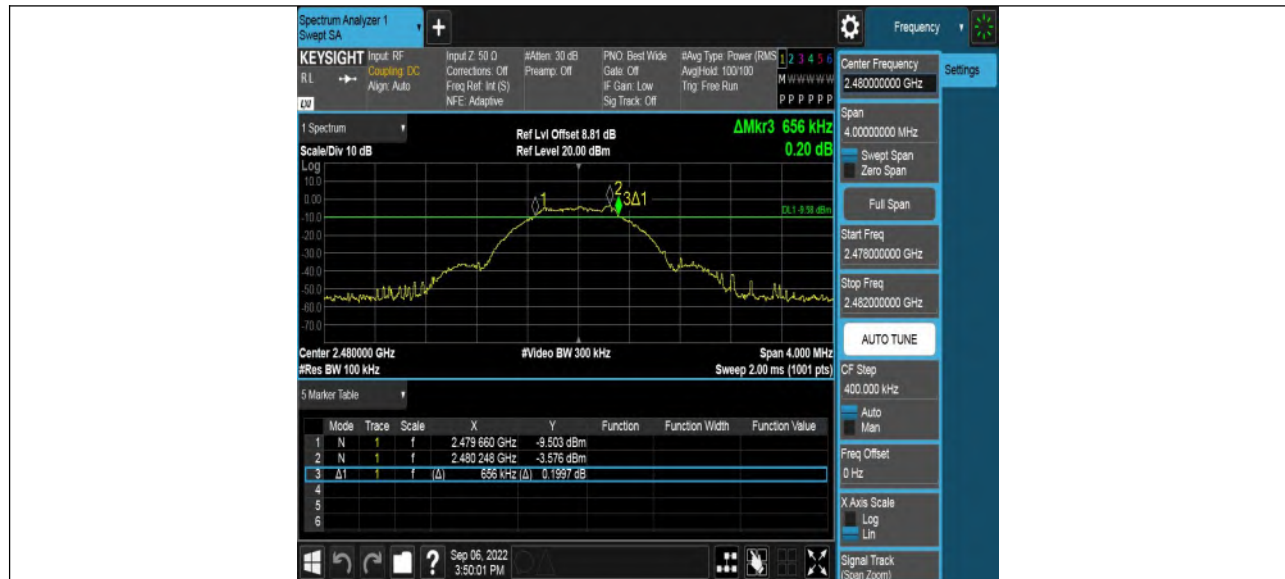 Spectrum Analyzer 1
Swept SA
+
Frequency
KEYSIGHT Input: RF Input Z: 50 Ω #Atten: 30 dB PNO: Best Wide #Avg Type: Power (RMS 1 2 3 4 5 6
RL Coupling: DC Corrections: Off Preamp: Off Gate: Off Avg|Hold: 100/100 M W W W W W
Align: Auto Freq Ref: Int (S) IF Gain: Low Trig: Free Run
LXI NFE: Adaptive Sig Track: Off P P P P P P
Center Frequency
2.480000000 GHz
Settings
Span
4.00000000 MHz
Swept Span
Zero Span
Full Span
Start Freq
2.478000000 GHz
Stop Freq
2.482000000 GHz
AUTO TUNE
CF Step
400.000 kHz
Auto
Man
Freq Offset
0 Hz
X Axis Scale
Log
Lin
Signal Track
(Span Zoom)
1 Spectrum
Ref Lvl Offset 8.81 dB
ΔMkr3 656 kHz
Scale/Div 10 dB Ref Level 20.00 dBm 0.20 dB
Log
10.0
0.00
-10.0
-20.0
-30.0
-40.0
-50.0
-60.0
-70.0
1
2
3Δ1
DL1 -9.58 dBm
Center 2.480000 GHz #Video BW 300 kHz Span 4.000 MHz
#Res BW 100 kHz Sweep 2.00 ms (1001 pts)
5 Marker Table
Mode Trace Scale X Y Function Function Width Function Value
1 N 1 f 2.479 660 GHz -9.503 dBm
2 N 1 f 2.480 248 GHz -3.576 dBm
3 Δ1 1 f (Δ) 656 kHz (Δ) 0.1997 dB
4
5
6
?
Sep 06, 2022
3:50:01 PM